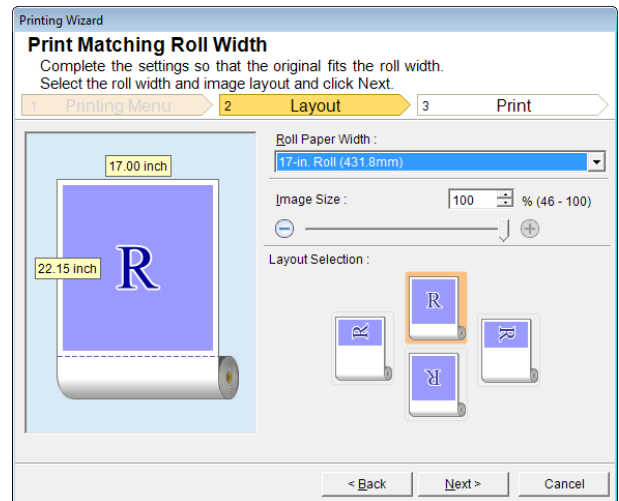 Printing Wizard
Print Matching Roll Width
Complete the settings so that the original fits the roll width.
Select the roll width and image layout and click Next.
1 Printing Menu 2 Layout 3 Print
17.00 inch
22.15 inch
R
Roll Paper Width :
17-in. Roll (431.8mm)
Image Size : 100 % (46 - 100)
Layout Selection :
R
R
R
R
< Back Next > Cancel